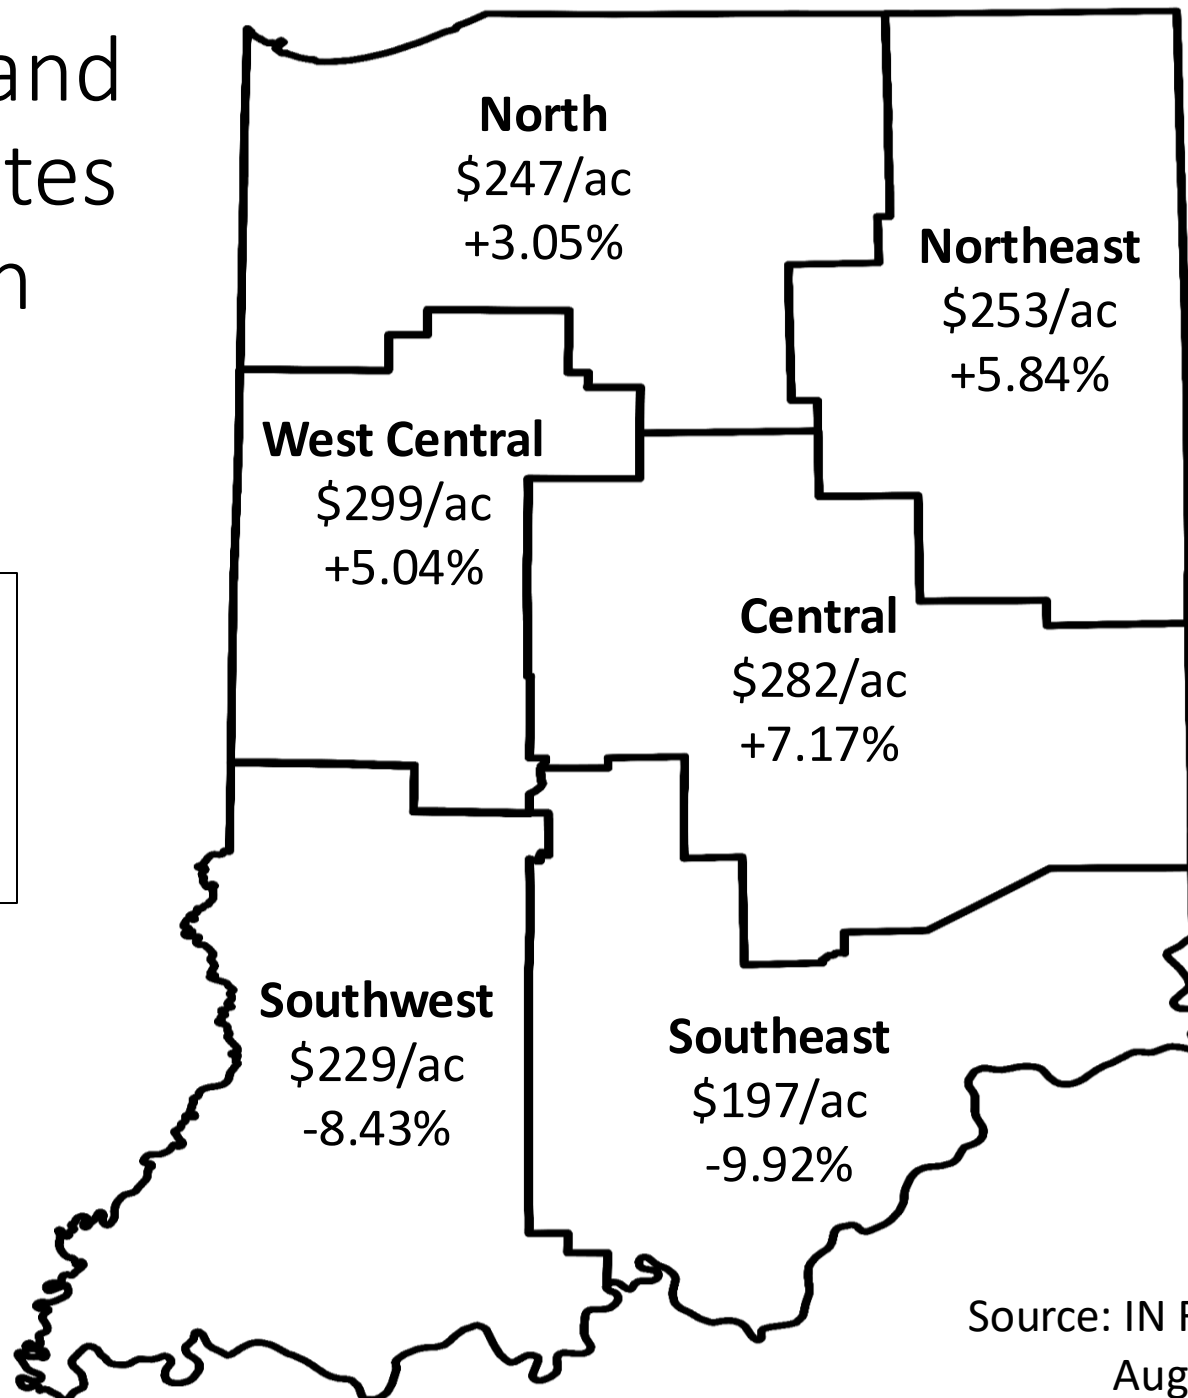 and
tes
n
North
$247/ac
+3.05%
Northeast
$253/ac
+5.84%
West Central
$299/ac
+5.04%
Central
$282/ac
+7.17%
Southwest
$229/ac
-8.43%
Southeast
$197/ac
-9.92%
Source: IN F
Aug